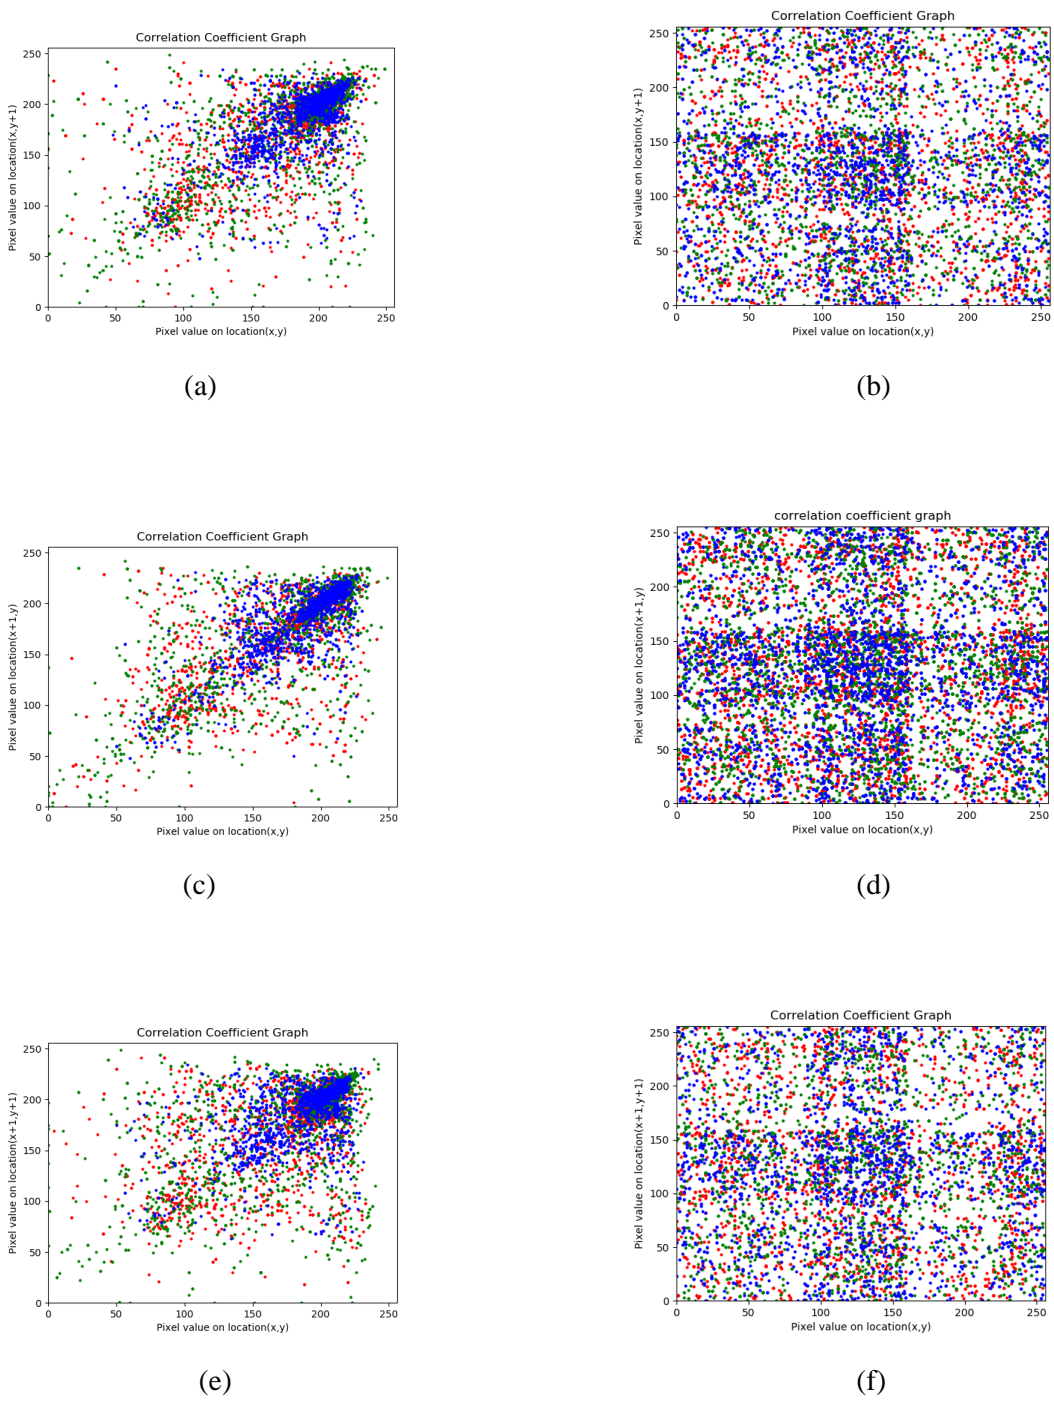 Correlation Coefficient Graph
250
200
150
100
50
0
Pixel value on location(x,y+1)
0 50 100 150 200 250
Pixel value on location(x,y)
(a)
Correlation Coefficient Graph
250
200
150
100
50
0
Pixel value on location(x,y+1)
0 50 100 150 200 250
Pixel value on location(x,y)
(b)
Correlation Coefficient Graph
250
200
150
100
50
0
Pixel value on location(x+1,y)
0 50 100 150 200 250
Pixel value on location(x,y)
(c)
correlation coefficient graph
250
200
150
100
50
0
Pixel value on location(x+1,y)
0 50 100 150 200 250
Pixel value on location(x,y)
(d)
Correlation Coefficient Graph
250
200
150
100
50
0
Pixel value on location(x+1,y+1)
0 50 100 150 200 250
Pixel value on location(x,y)
(e)
Correlation Coefficient Graph
250
200
150
100
50
0
Pixel value on location(x+1,y+1)
0 50 100 150 200 250
Pixel value on location(x,y)
(f)